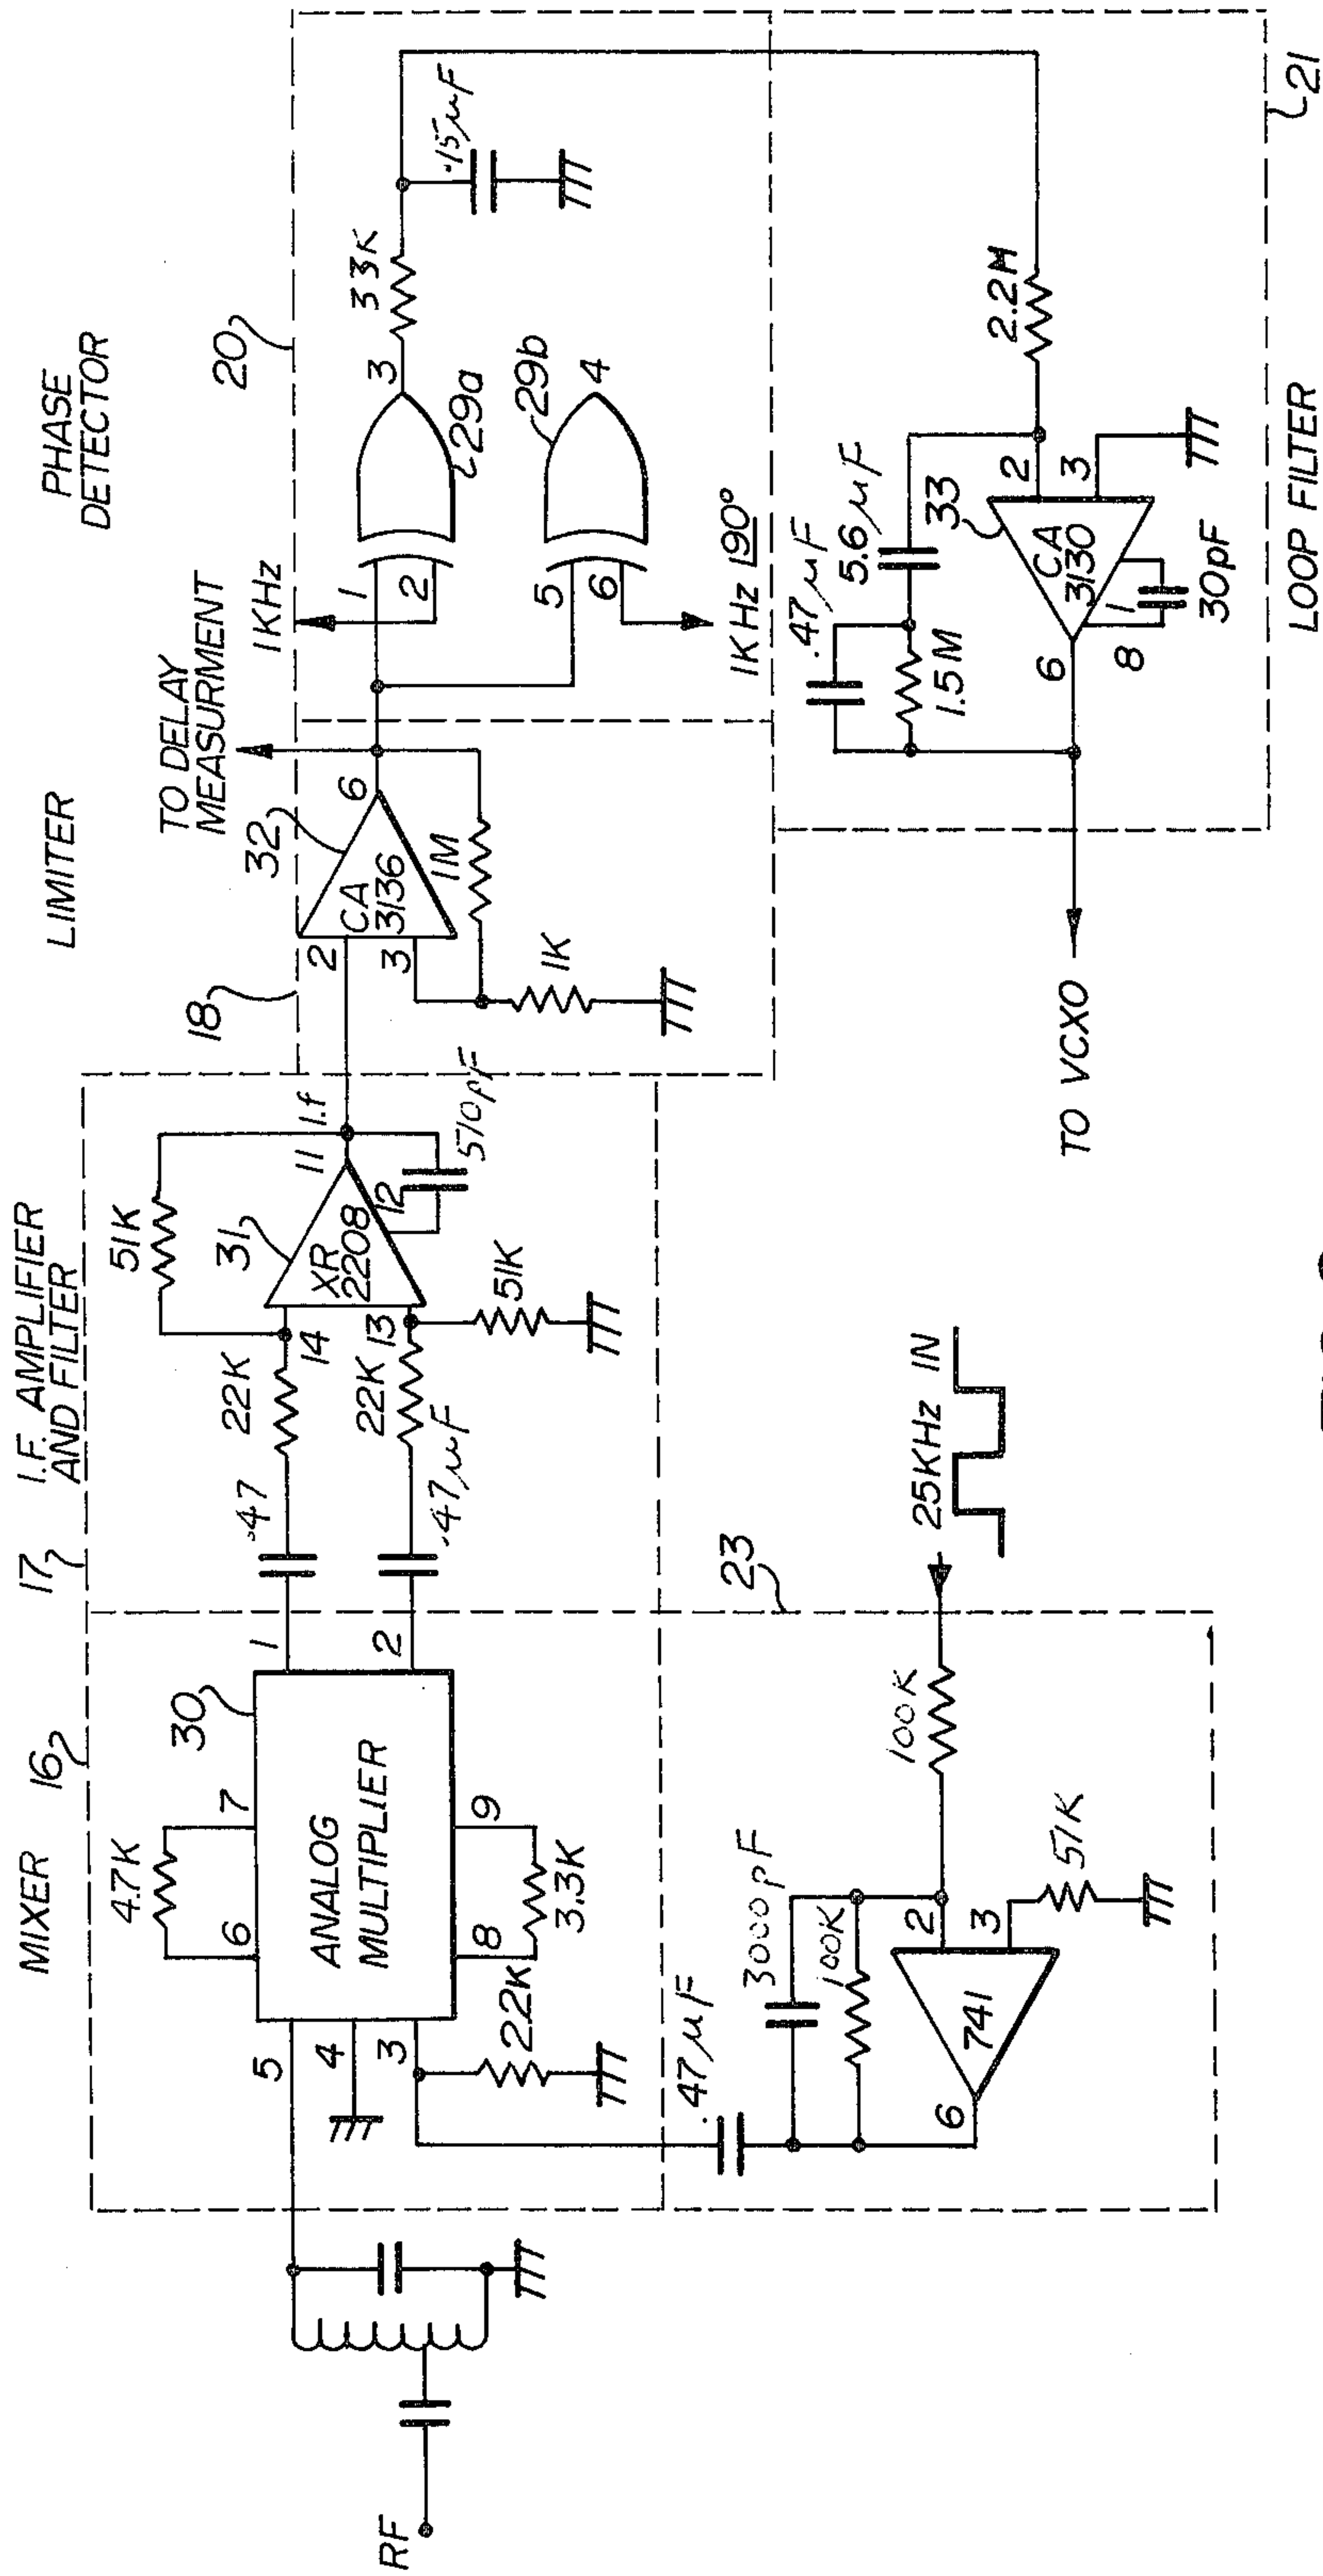 MIXER
16
17
I.F. AMPLIFIER
AND FILTER
LIMITER
PHASE
DETECTOR
TO DELAY
MEASURMENT
18
20
4.7K
6
7
30
ANALOG
MULTIPLIER
5
4
3
8
9
3.3K
22K
1
2
.47
.47µF
22K
22K
14
13
51K
31
XR
2208
11
12
1.f
510pF
51K
2
3
32
CA
3136
6
1M
1K
1KHz
1
2
3
29a
33K
.15µF
5
6
4
29b
1KHz ∟90°
RF
.47µF
3000pF
100K
6
741
2
3
51K
100K
23
25KHz IN
TO VCXO
.47µF
5.6µF
1.5M
6
8
1
CA
3130
30pF
33
2
3
2.2M
LOOP FILTER
21